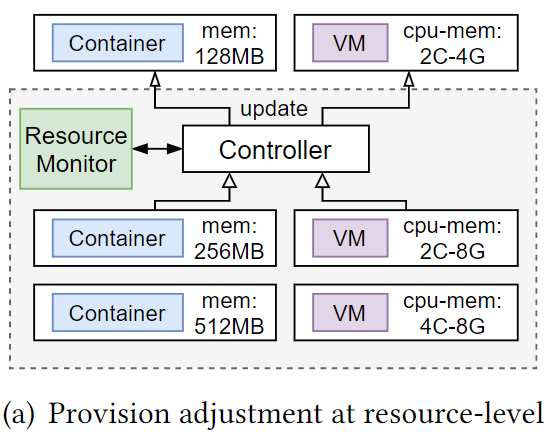 Container
mem:
128MB
VM
cpu-mem:
2C-4G
update
Resource
Monitor
Controller
Container
mem:
256MB
VM
cpu-mem:
2C-8G
Container
mem:
512MB
VM
cpu-mem:
4C-8G
(a) Provision adjustment at resource-level